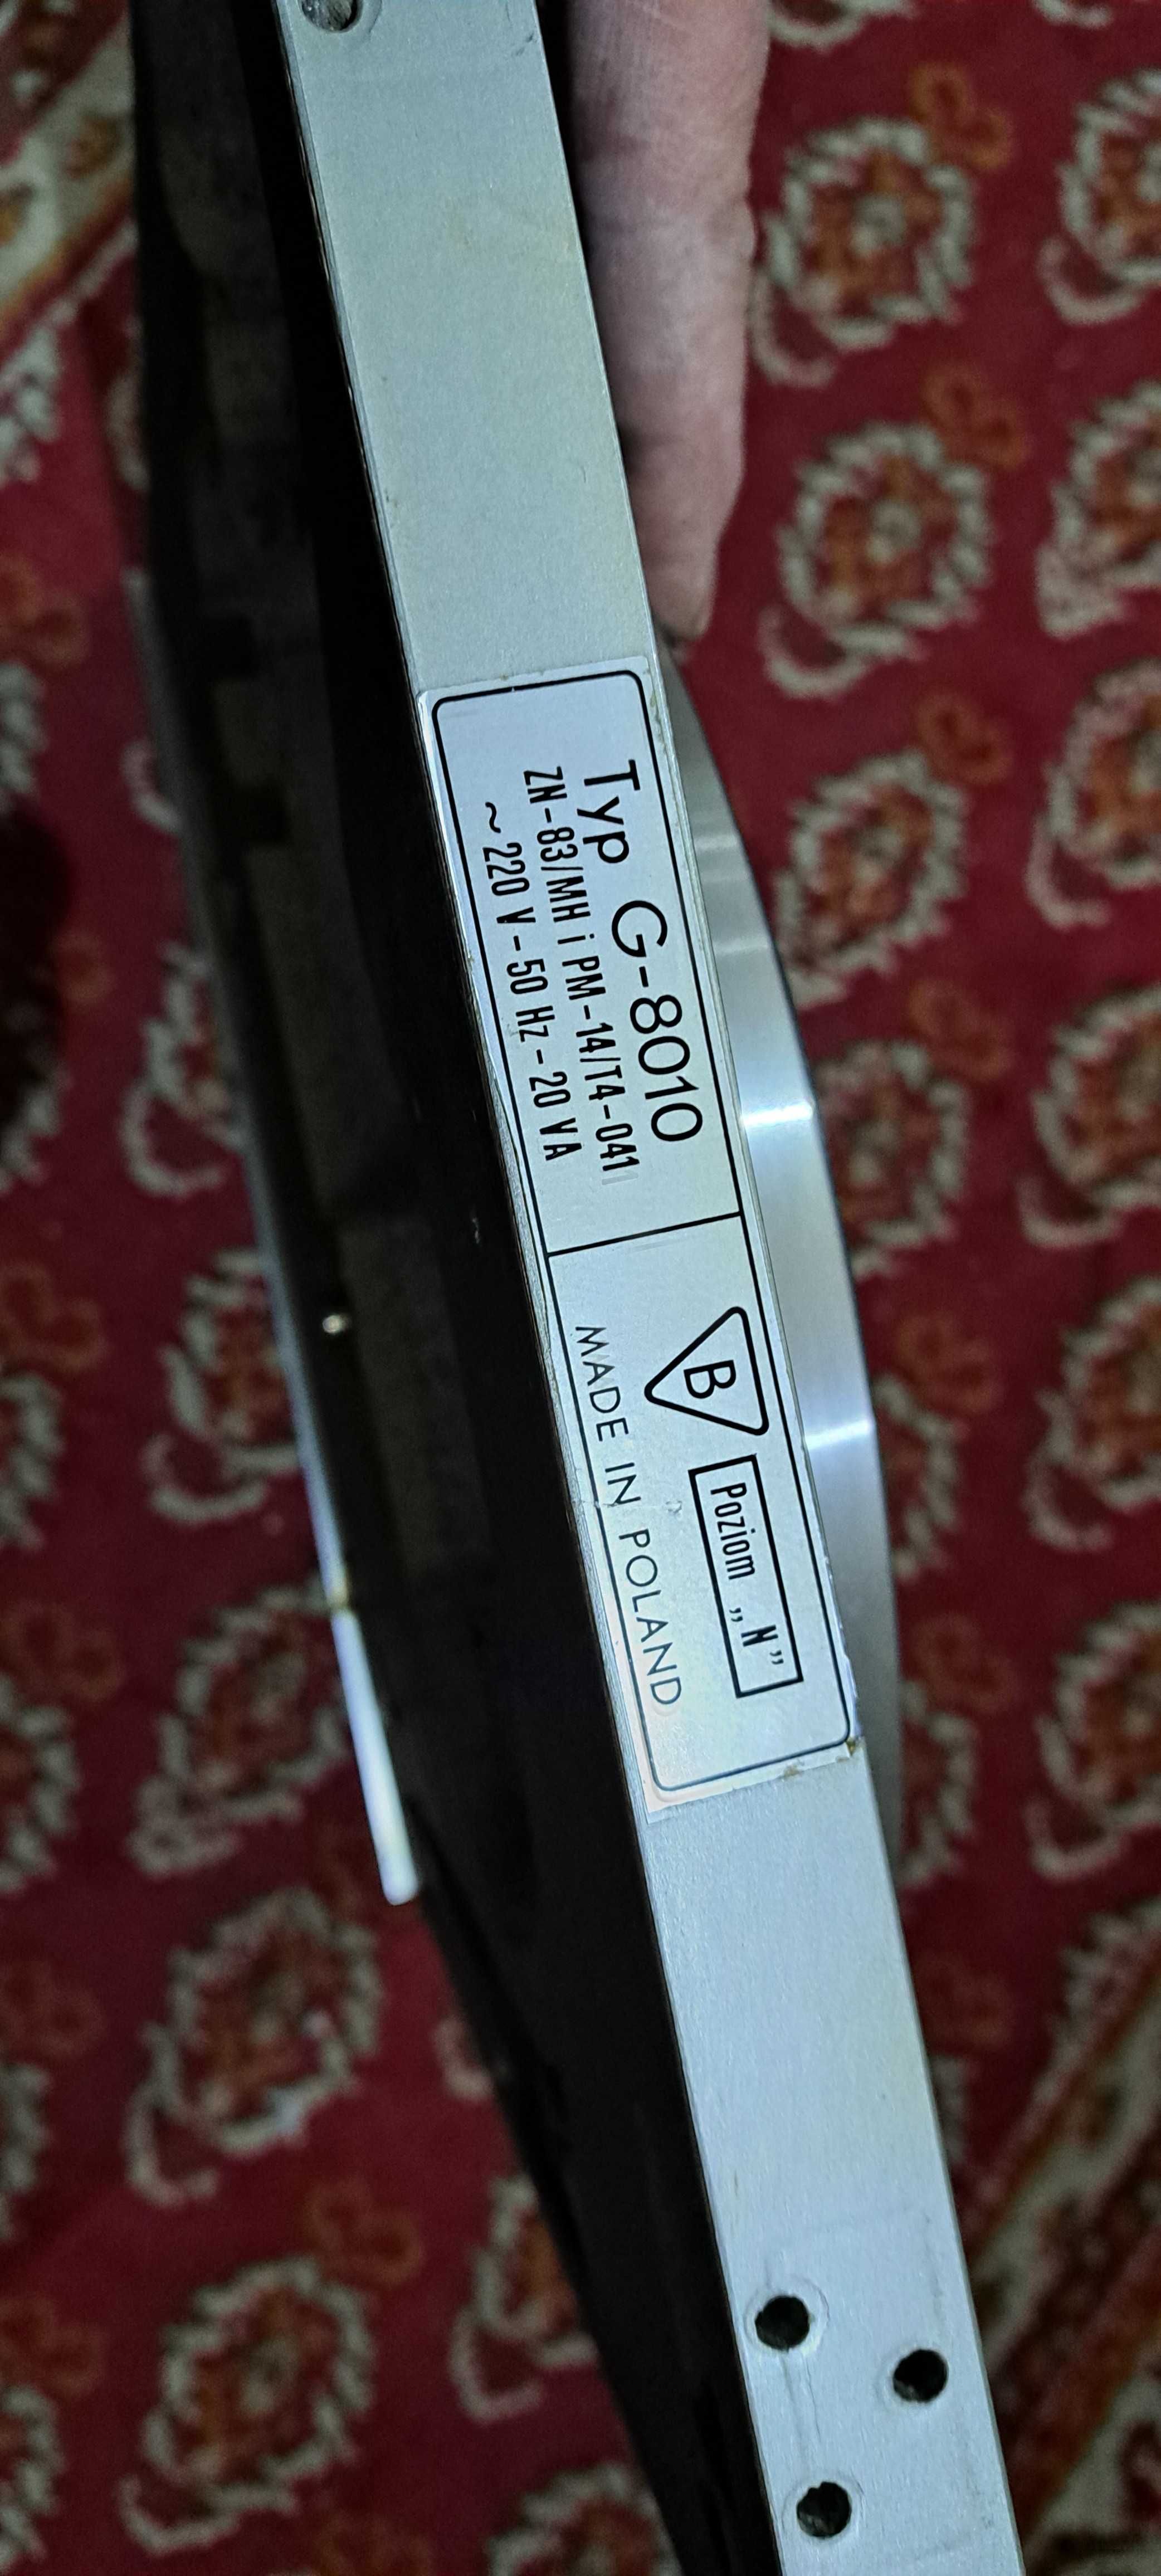 Typ G-8010
ZN-83/MH i PM-14/T4-041
~ 220 V - 50 Hz - 20 VA
B
Poziom „N”
MADE IN POLAND